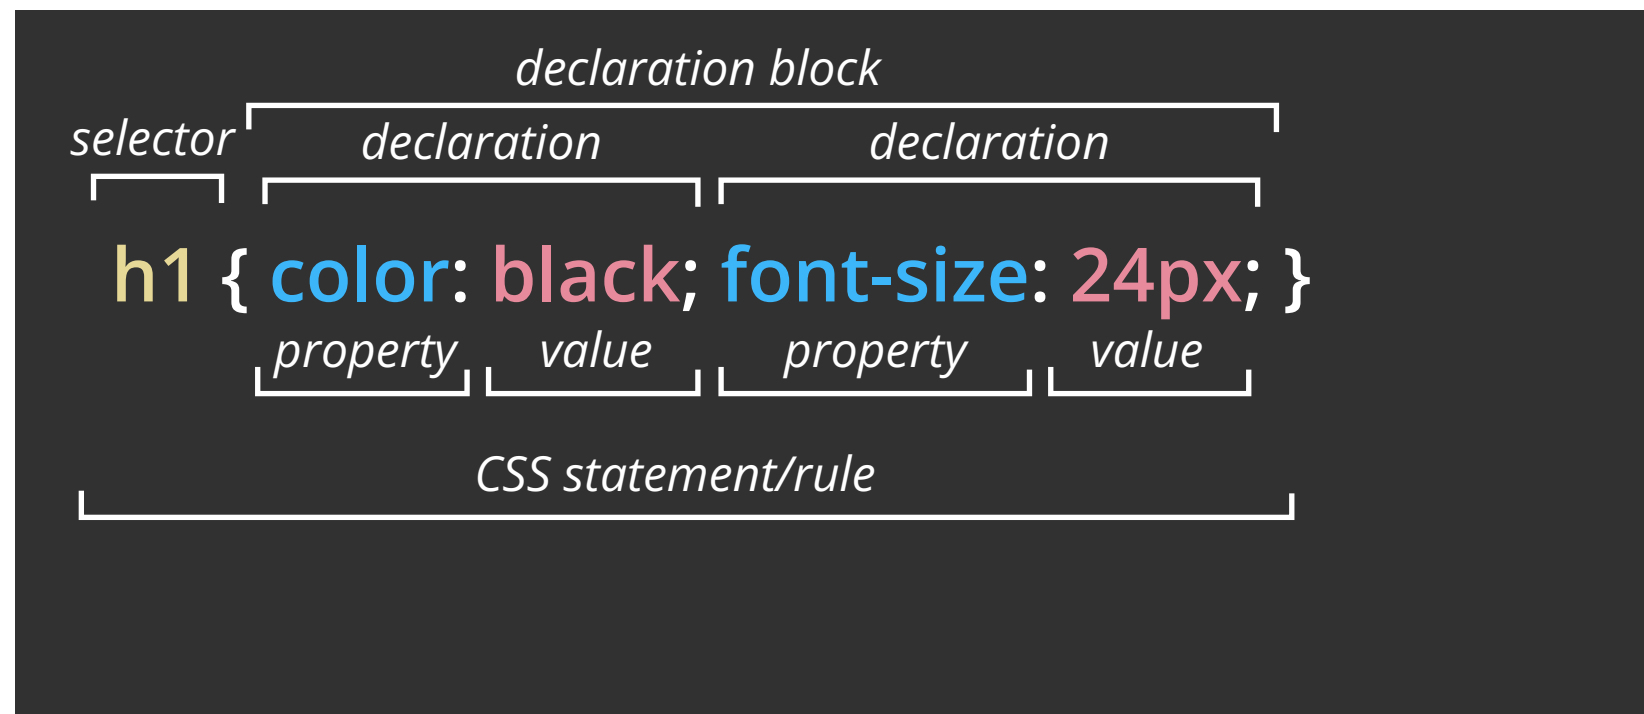 declaration block
selector declaration declaration
h1 { color: black; font-size: 24px; }
property value property value
CSS statement/rule